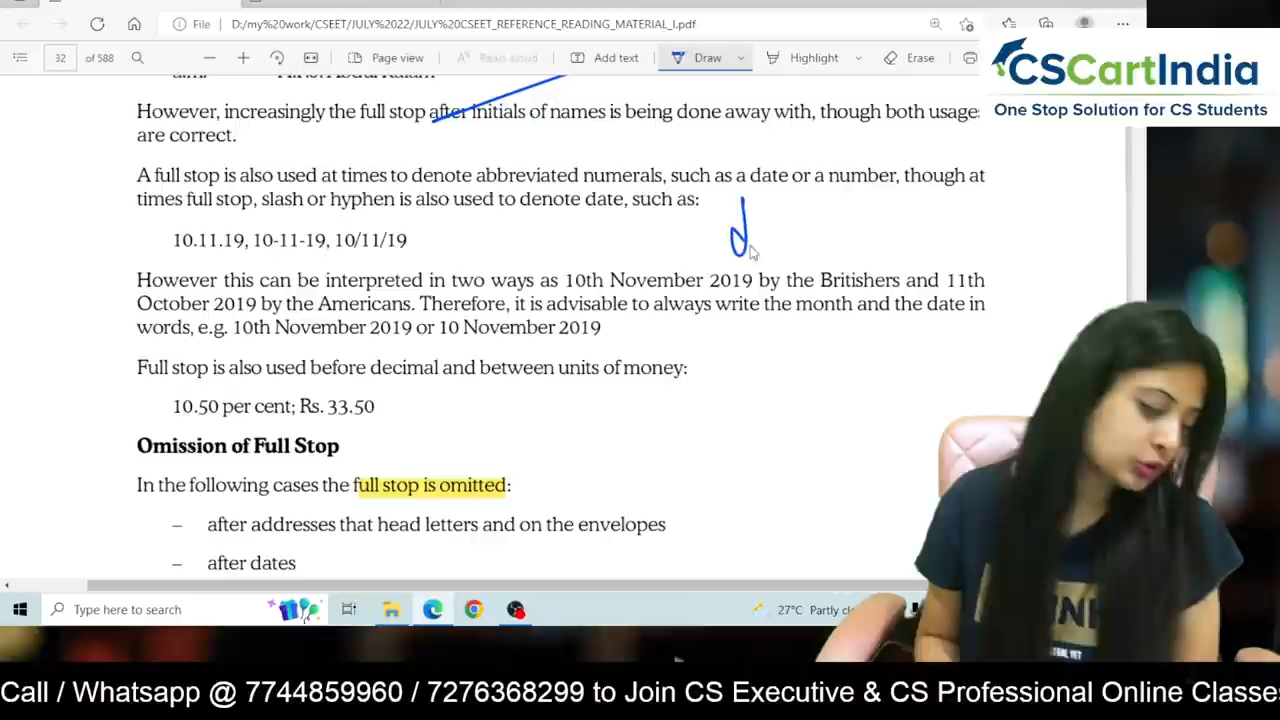 File
D:/my%20work/CSEET/JULY%2022/JULY%20CSEET_REFERENCE_READING_MATERIAL_I.pdf
32 of 588
Page view
Read aloud
Add text
Draw
Highlight
Erase
CSCartIndia
One Stop Solution for CS Students
However, increasingly the full stop after initials of names is being done away with, though both usage
are correct.
A full stop is also used at times to denote abbreviated numerals, such as a date or a number, though at
times full stop, slash or hyphen is also used to denote date, such as:
d
10.11.19, 10-11-19, 10/11/19
However this can be interpreted in two ways as 10th November 2019 by the Britishers and 11th
October 2019 by the Americans. Therefore, it is advisable to always write the month and the date in
words, e.g. 10th November 2019 or 10 November 2019
Full stop is also used before decimal and between units of money:
10.50 per cent; Rs. 33.50
Omission of Full Stop
In the following cases the full stop is omitted:
– after addresses that head letters and on the envelopes
– after dates
Type here to search
27°C Partly clo
Call / Whatsapp @ 7744859960 / 7276368299 to Join CS Executive & CS Professional Online Classes